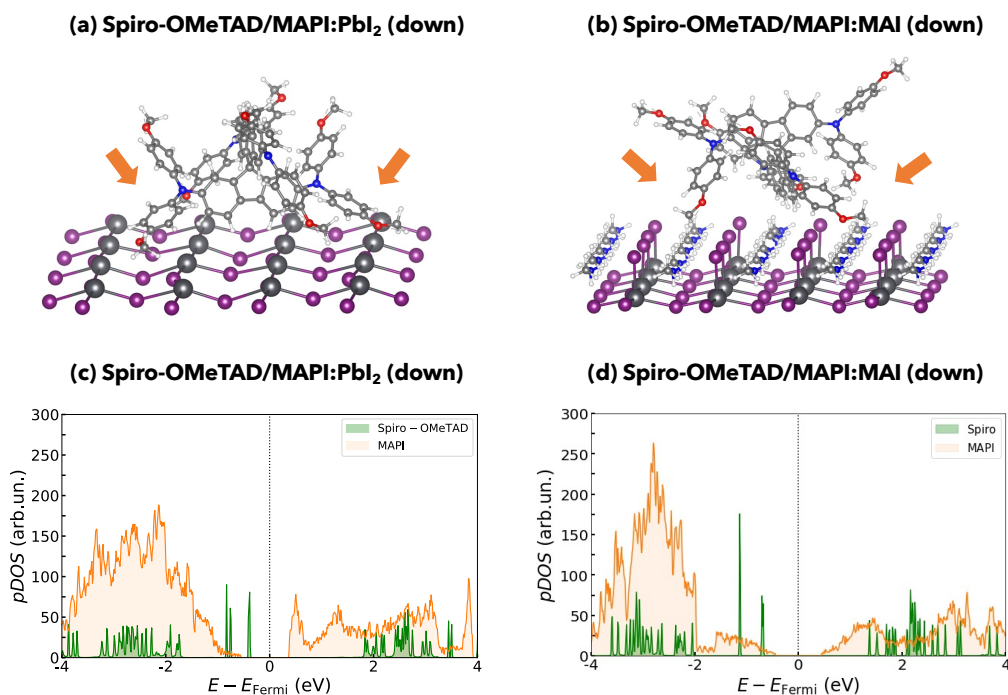 (a) Spiro-OMeTAD/MAPI:PbI₂ (down)
(b) Spiro-OMeTAD/MAPI:MAI (down)
(c) Spiro-OMeTAD/MAPI:PbI₂ (down)
(d) Spiro-OMeTAD/MAPI:MAI (down)
300
250
200
150
100
50
0
pDOS (arb.un.)
Spiro − OMeTAD
MAPI
-4
-2
0
2
4
E − E_Fermi (eV)
300
250
200
150
100
50
0
pDOS (arb.un.)
Spiro
MAPI
-4
-2
0
2
4
E − E_Fermi (eV)